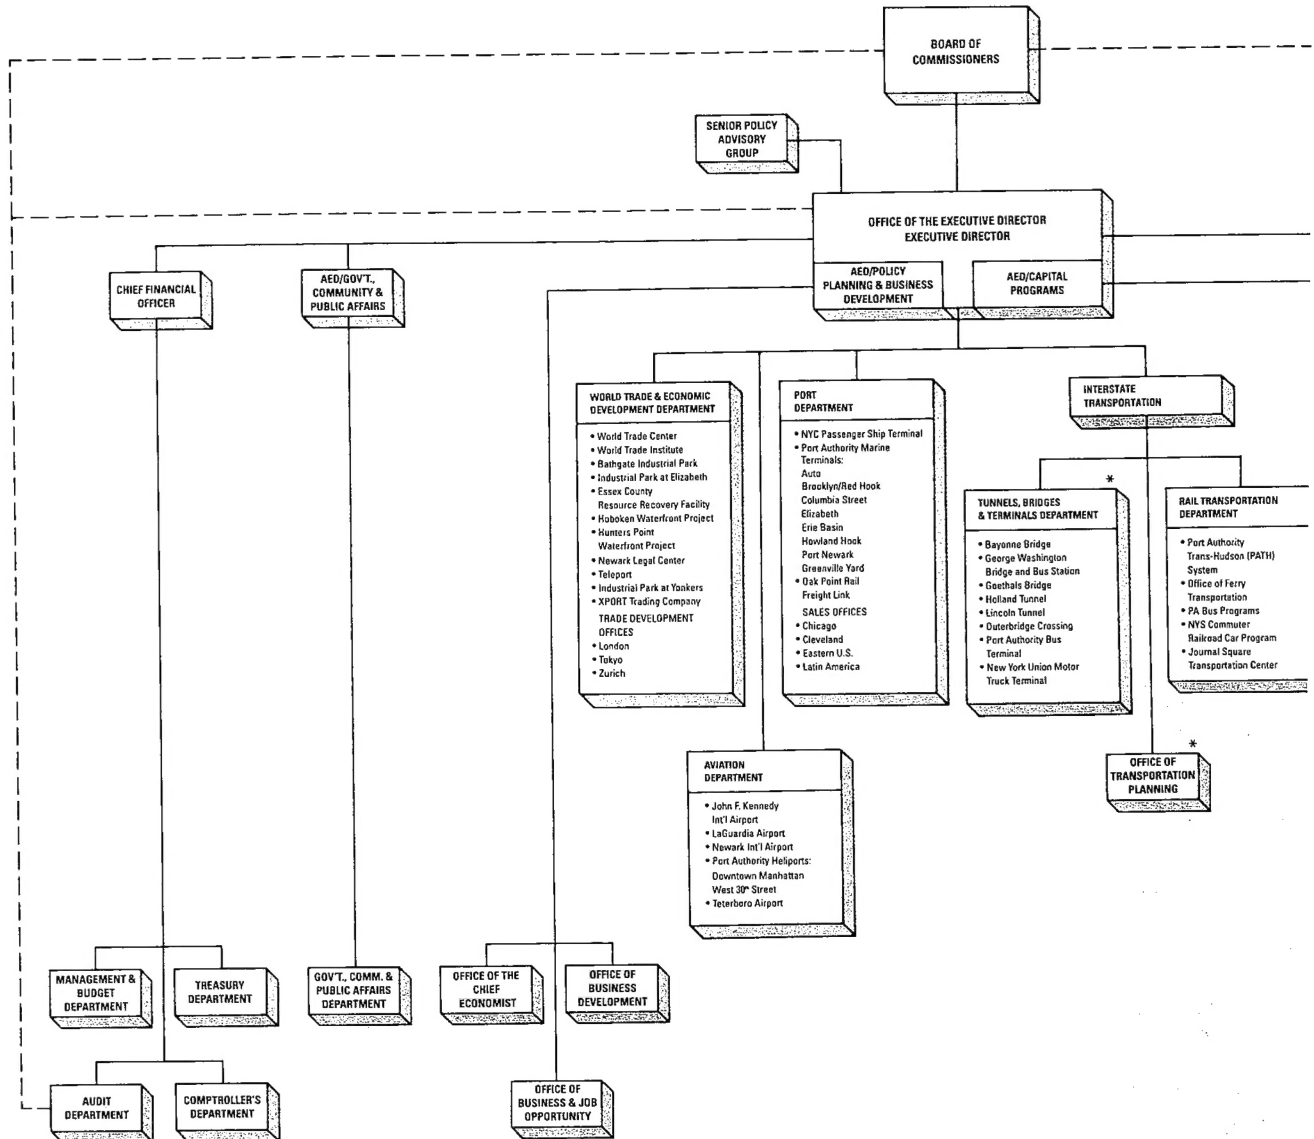 BOARD OF
COMMISSIONERS
SENIOR POLICY
ADVISORY
GROUP
OFFICE OF THE EXECUTIVE DIRECTOR
EXECUTIVE DIRECTOR
AED/POLICY
PLANNING & BUSINESS
DEVELOPMENT
AED/CAPITAL
PROGRAMS
CHIEF FINANCIAL
OFFICER
AED/GOV'T.,
COMMUNITY &
PUBLIC AFFAIRS
WORLD TRADE & ECONOMIC
DEVELOPMENT DEPARTMENT
• World Trade Center
• World Trade Institute
• Bathgate Industrial Park
• Industrial Park at Elizabeth
• Essex County
Resource Recovery Facility
• Hoboken Waterfront Project
• Hunters Point
Waterfront Project
• Newark Legal Center
• Teleport
• Industrial Park at Yonkers
• XPORT Trading Company
TRADE DEVELOPMENT
OFFICES
• London
• Tokyo
• Zurich
PORT
DEPARTMENT
• NYC Passenger Ship Terminal
• Port Authority Marine
Terminals:
Auto
Brooklyn/Red Hook
Columbia Street
Elizabeth
Erie Basin
Howland Hook
Port Newark
Greenville Yard
• Oak Point Rail
Freight Link
SALES OFFICES
• Chicago
• Cleveland
• Eastern U.S.
• Latin America
INTERSTATE
TRANSPORTATION
*
TUNNELS, BRIDGES
& TERMINALS DEPARTMENT
• Bayonne Bridge
• George Washington
Bridge and Bus Station
• Goethals Bridge
• Holland Tunnel
• Lincoln Tunnel
• Outerbridge Crossing
• Port Authority Bus
Terminal
• New York Union Motor
Truck Terminal
RAIL TRANSPORTATION
DEPARTMENT
• Port Authority
Trans-Hudson (PATH)
System
• Office of Ferry
Transportation
• PA Bus Programs
• NYS Commuter
Railroad Car Program
• Journal Square
Transportation Center
*
OFFICE OF
TRANSPORTATION
PLANNING
AVIATION
DEPARTMENT
• John F. Kennedy
Int'l Airport
• LaGuardia Airport
• Newark Int'l Airport
• Port Authority Heliports:
Downtown Manhattan
West 30th Street
• Teterboro Airport
MANAGEMENT &
BUDGET
DEPARTMENT
TREASURY
DEPARTMENT
GOV'T., COMM. &
PUBLIC AFFAIRS
DEPARTMENT
OFFICE OF THE
CHIEF
ECONOMIST
OFFICE OF
BUSINESS
DEVELOPMENT
AUDIT
DEPARTMENT
COMPTROLLER'S
DEPARTMENT
OFFICE OF
BUSINESS & JOB
OPPORTUNITY